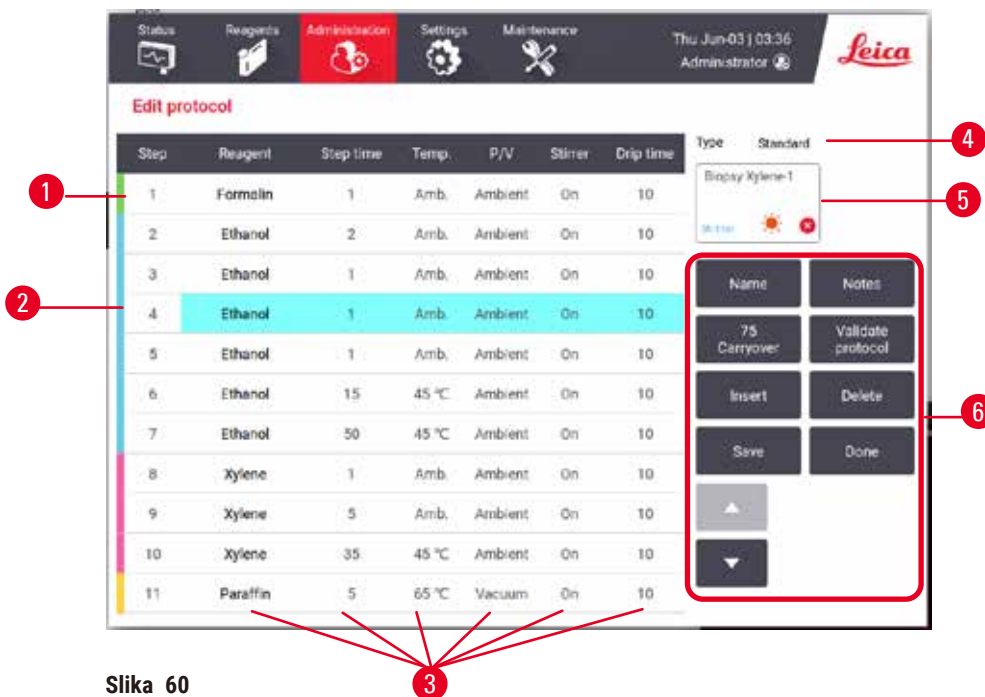 Status Reagents Administration Settings Maintenance Thu Jun-03 | 03:36
Administrator
Leica
Edit protocol
Step Reagent Step time Temp. P/V Stirrer Drip time
1 Formalin 1 Amb. Ambient On 10
2 Ethanol 2 Amb. Ambient On 10
3 Ethanol 1 Amb. Ambient On 10
4 Ethanol 1 Amb. Ambient On 10
5 Ethanol 1 Amb. Ambient On 10
6 Ethanol 15 45 °C Ambient On 10
7 Ethanol 50 45 °C Ambient On 10
8 Xylene 1 Amb. Ambient On 10
9 Xylene 5 Amb. Ambient On 10
10 Xylene 35 45 °C Ambient On 10
11 Paraffin 5 65 °C Vacuum On 10
Type Standard
Biopsy Xylene-1
Name Notes
75 Validate
Carryover protocol
Insert Delete
Save Done
1
2
3
4
5
6
Slika 60